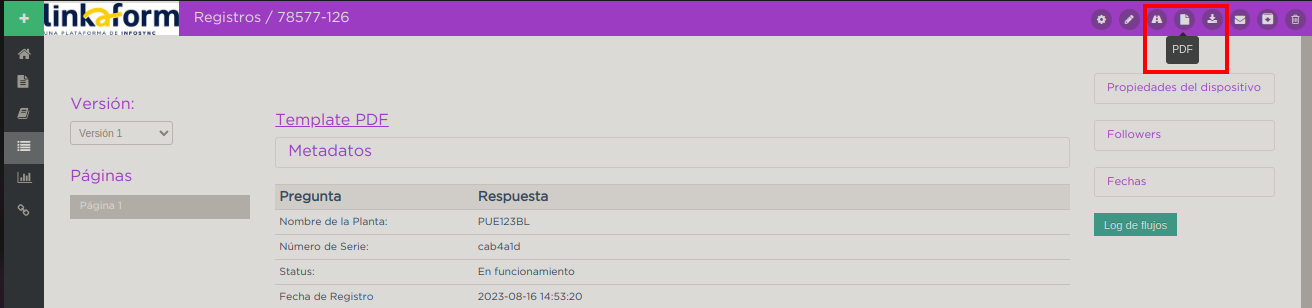 +
linkaform
UNA PLATAFORMA DE INFOSYNC
Registros / 78577-126
PDF
Versión:
Versión 1
Páginas
Página 1
Template PDF
Metadatos
Pregunta Respuesta
Nombre de la Planta: PUE123BL
Número de Serie: cab4a1d
Status: En funcionamiento
Fecha de Registro 2023-08-16 14:53:20
Propiedades del dispositivo
Followers
Fechas
Log de flujos